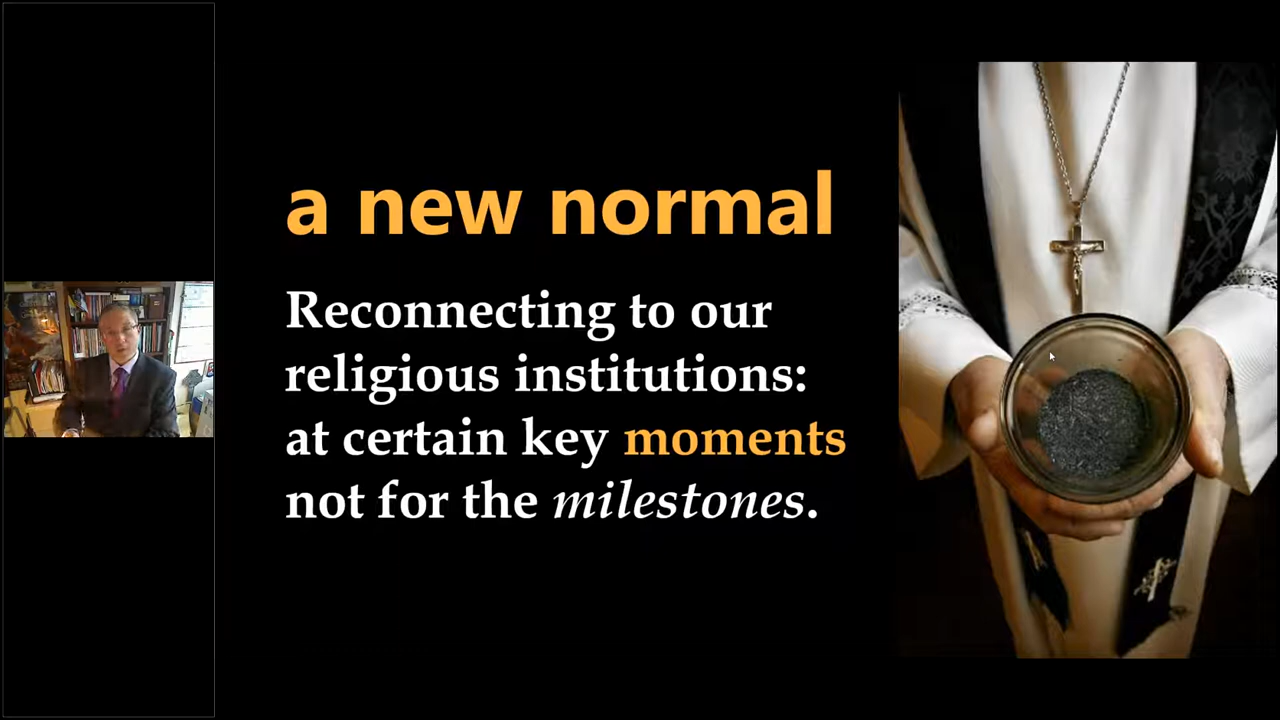 a new normal
Reconnecting to our
religious institutions:
at certain key moments
not for the milestones.